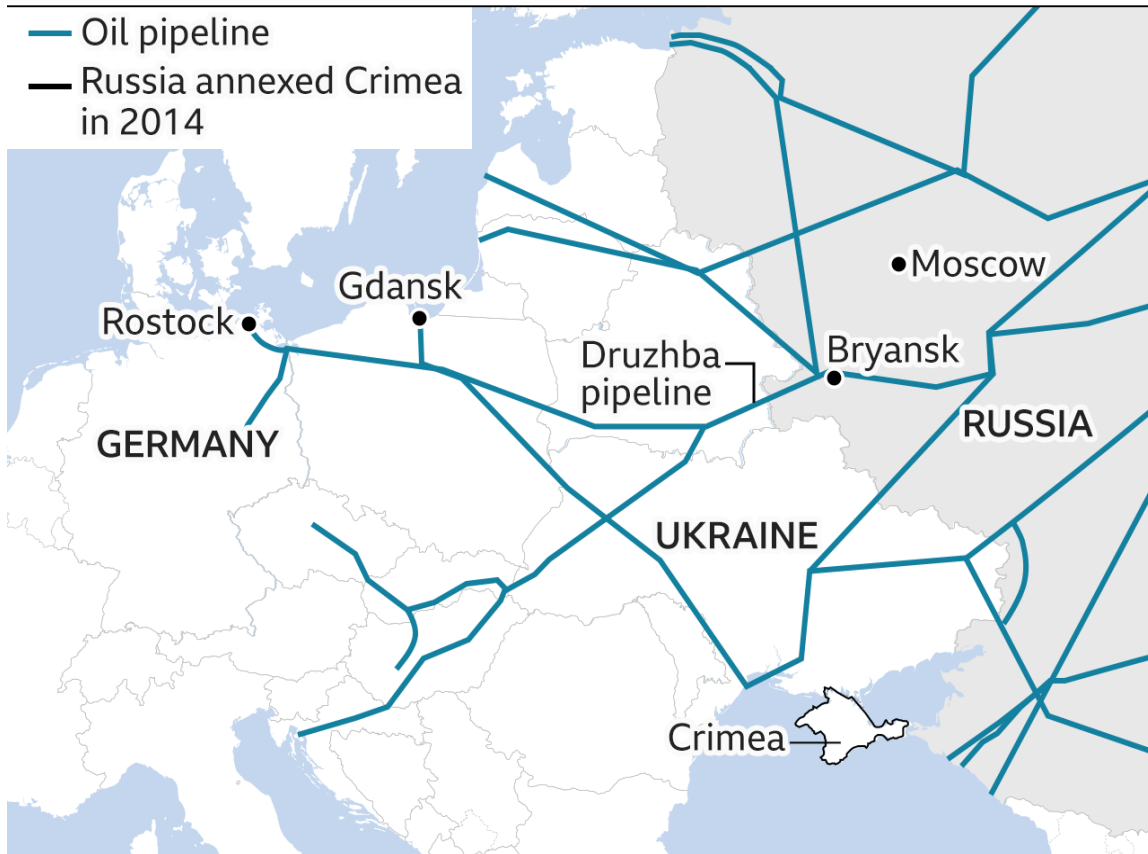 Oil pipeline
Russia annexed Crimea
in 2014
Moscow
Gdansk
Rostock
Druzhba
pipeline
Bryansk
GERMANY
RUSSIA
UKRAINE
Crimea